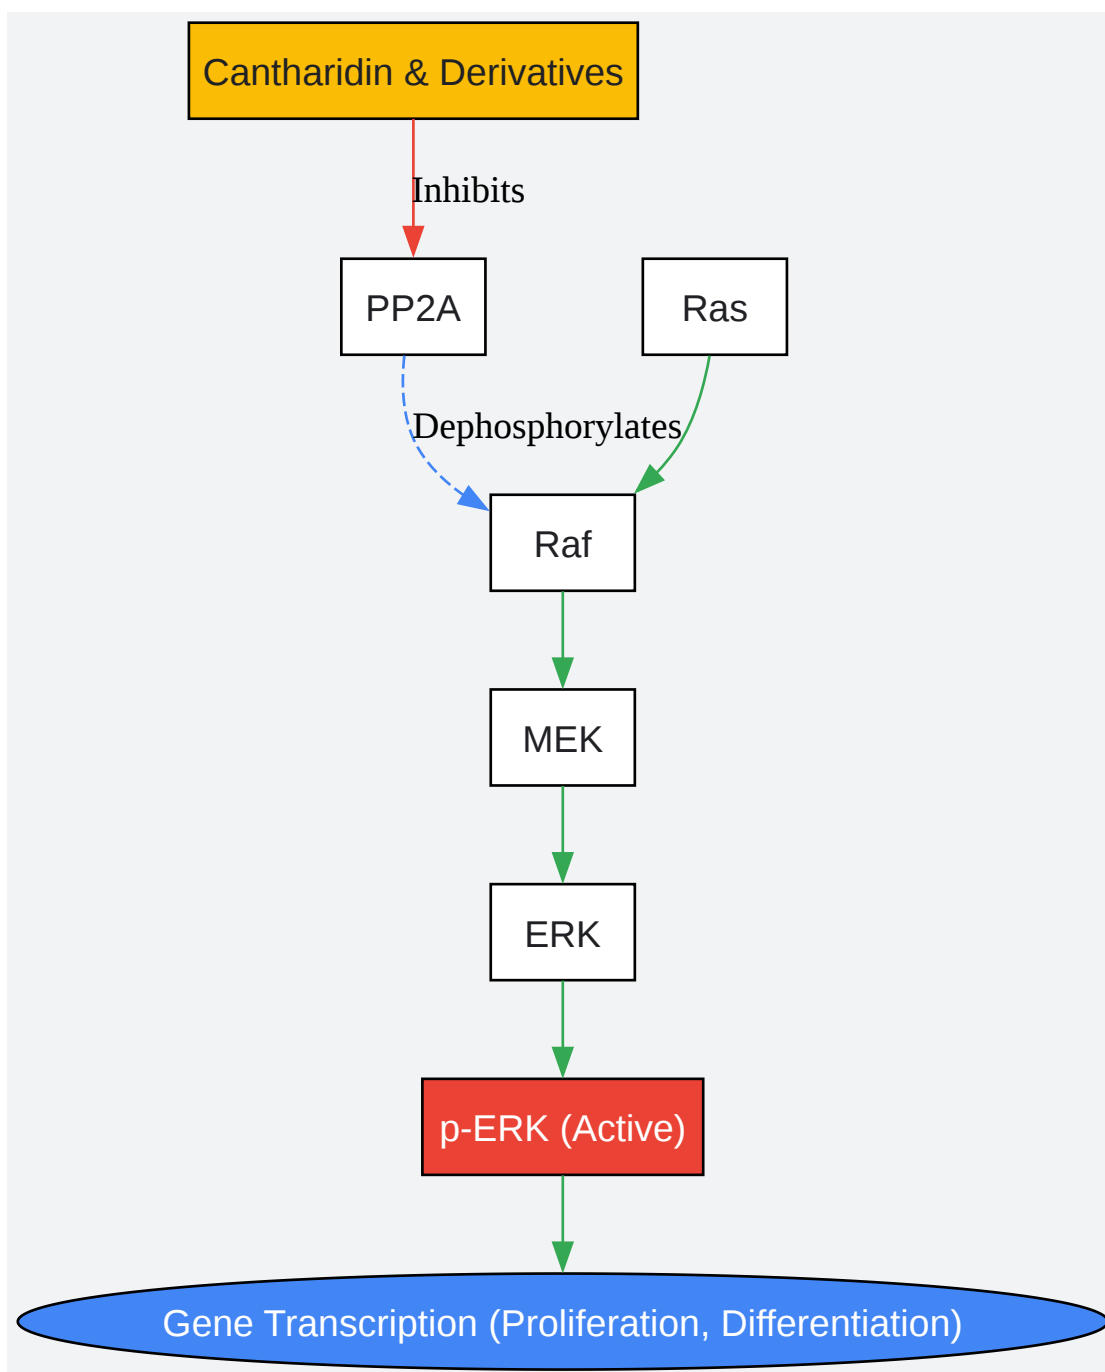 Cantharidin & Derivatives
Inhibits
PP2A
Ras
Dephosphorylates
Raf
MEK
ERK
p-ERK (Active)
Gene Transcription (Proliferation, Differentiation)